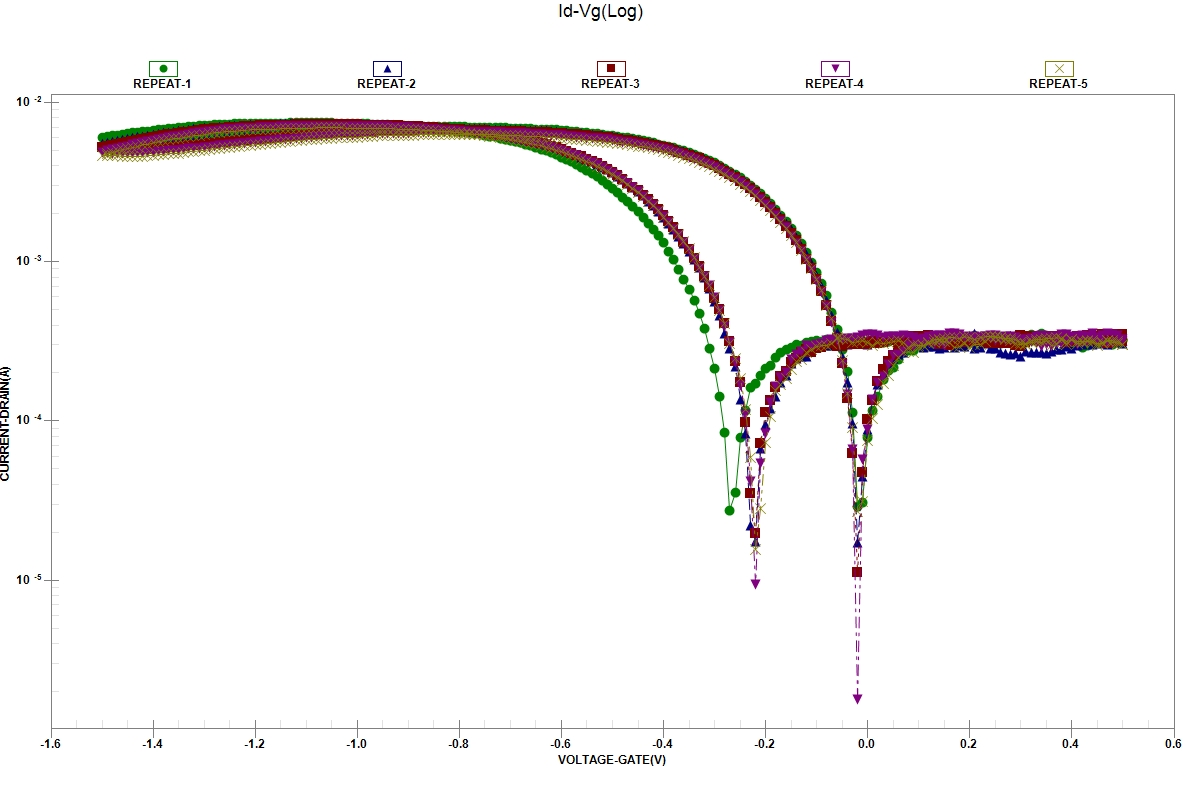 Id-Vg(Log)
REPEAT-1 REPEAT-2 REPEAT-3 REPEAT-4 REPEAT-5
10 -2
10 -3
10 -4
10 -5
CURRENT-DRAIN(A)
-1.6 -1.4 -1.2 -1.0 -0.8 -0.6 -0.4 -0.2 0.0 0.2 0.4 0.6
VOLTAGE-GATE(V)